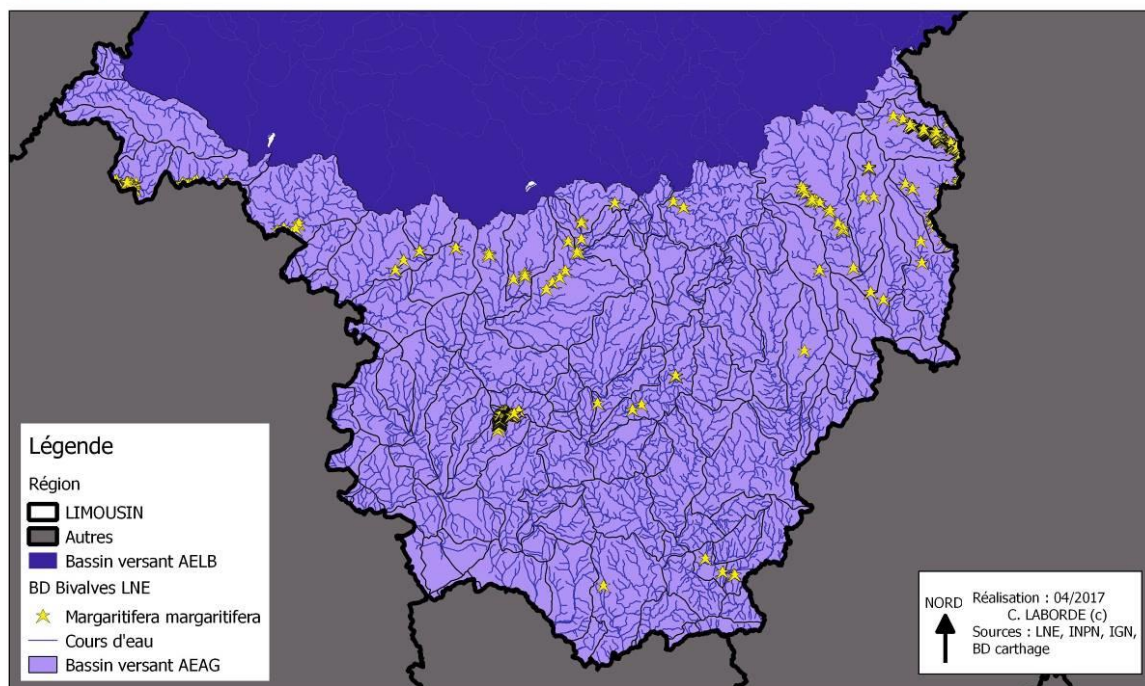 Légende
Région
LIMOUSIN
Autres
Bassin versant AELB
BD Bivalves LNE
Margaritifera margaritifera
Cours d'eau
Bassin versant AEAG
NORD
Réalisation : 04/2017
C. LABORDE (c)
Sources : LNE, INPN, IGN,
BD carthage